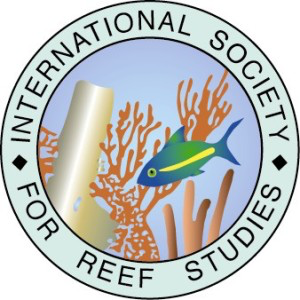 INTERNATIONAL SOCIETY
FOR REEF STUDIES